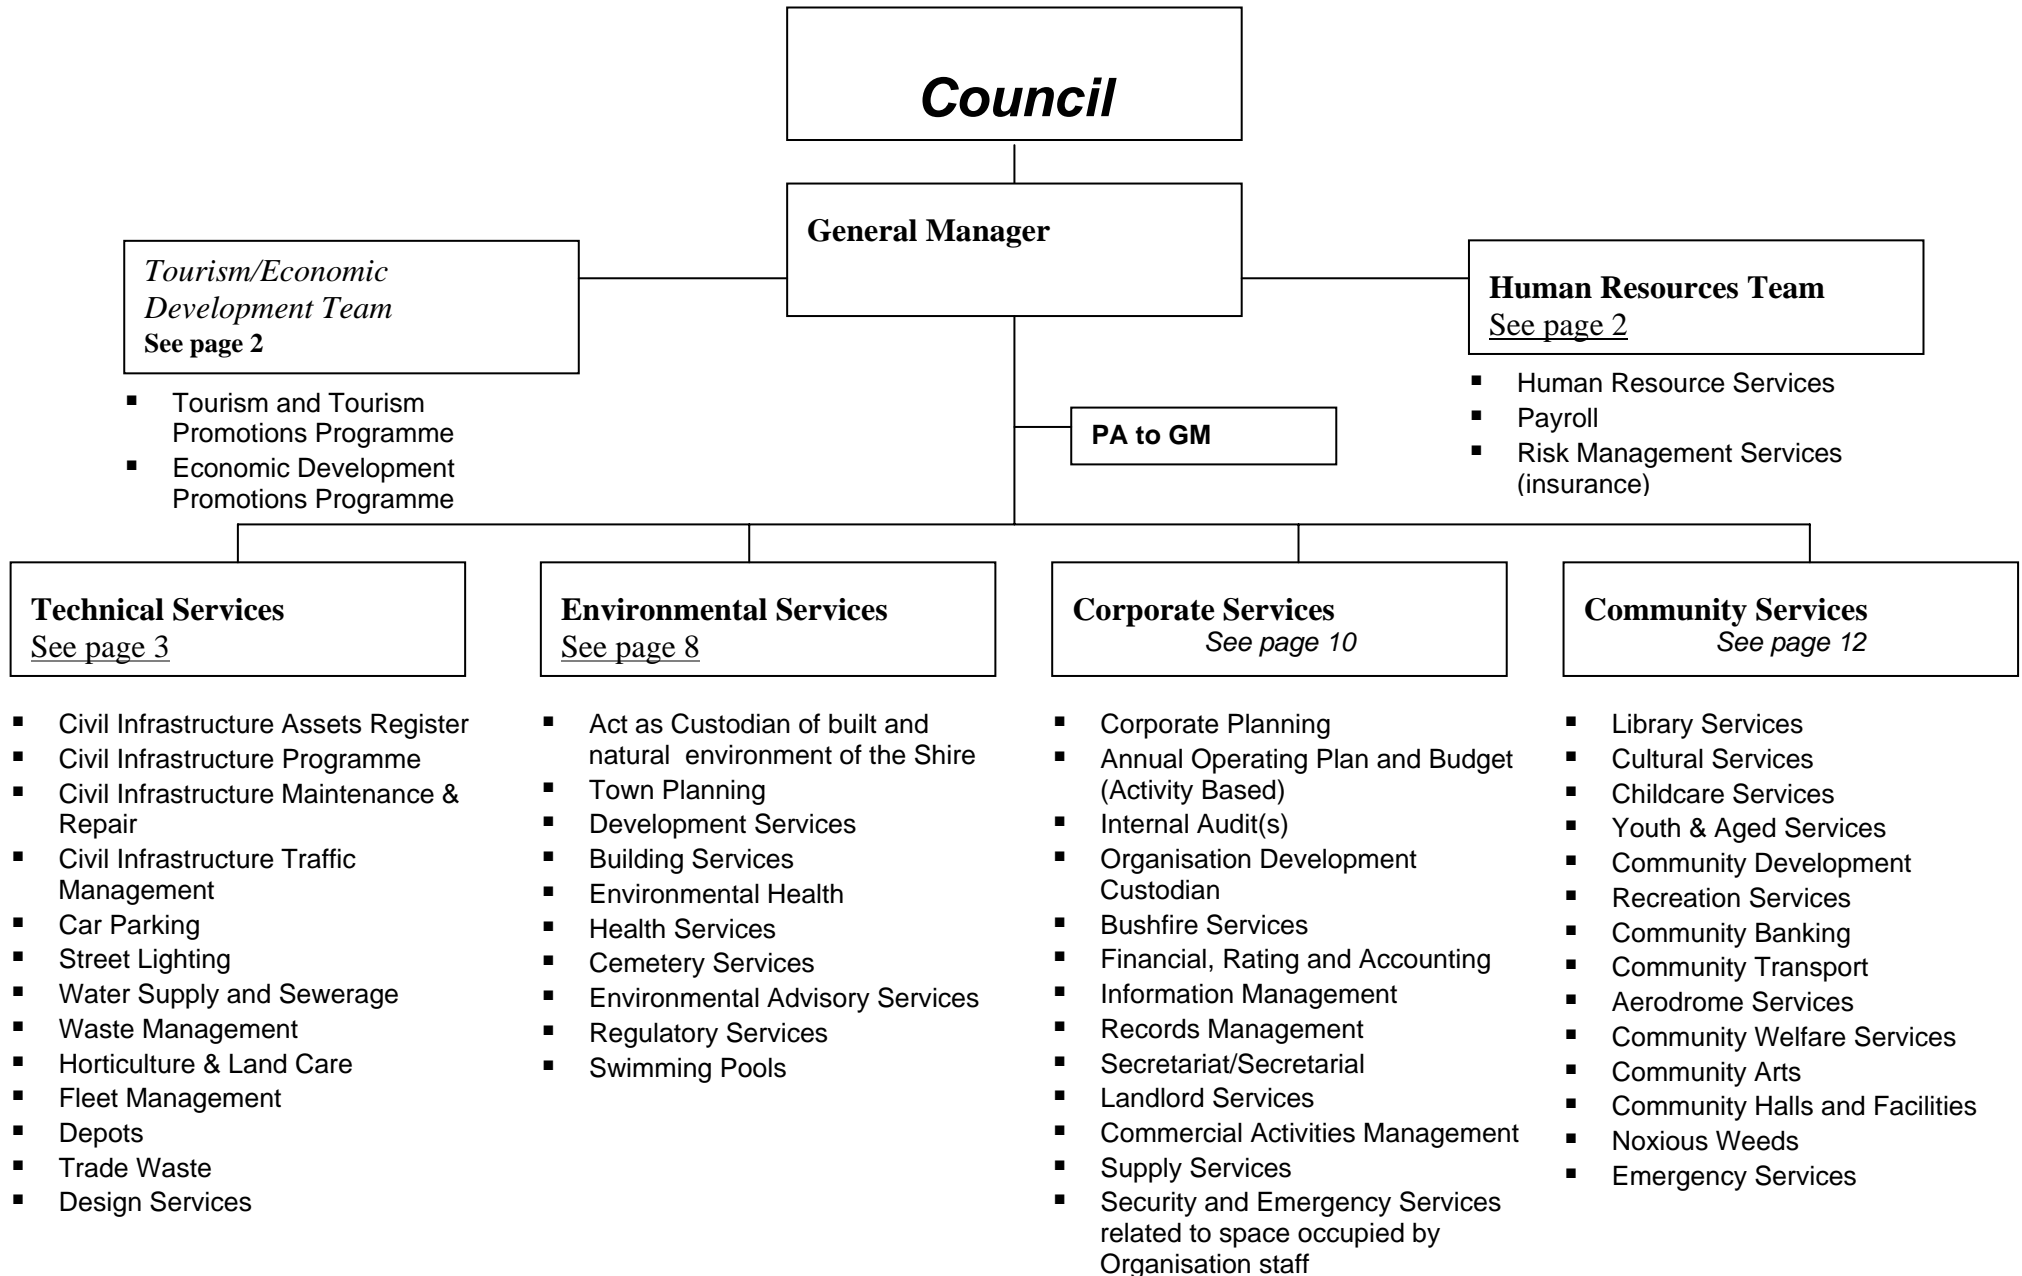 Council
General Manager
Tourism/Economic
Development Team
See page 2
Tourism and Tourism
Promotions Programme
Economic Development
Promotions Programme
Human Resources Team
See page 2
Human Resource Services
Payroll
Risk Management Services
(insurance)
PA to GM
Technical Services
See page 3
Civil Infrastructure Assets Register
Civil Infrastructure Programme
Civil Infrastructure Maintenance &
Repair
Civil Infrastructure Traffic
Management
Car Parking
Street Lighting
Water Supply and Sewerage
Waste Management
Horticulture & Land Care
Fleet Management
Depots
Trade Waste
Design Services
Environmental Services
See page 8
Act as Custodian of built and
natural environment of the Shire
Town Planning
Development Services
Building Services
Environmental Health
Health Services
Cemetery Services
Environmental Advisory Services
Regulatory Services
Swimming Pools
Corporate Services
See page 10
Corporate Planning
Annual Operating Plan and Budget
(Activity Based)
Internal Audit(s)
Organisation Development
Custodian
Bushfire Services
Financial, Rating and Accounting
Information Management
Records Management
Secretariat/Secretarial
Landlord Services
Commercial Activities Management
Supply Services
Security and Emergency Services
related to space occupied by
Organisation staff
Community Services
See page 12
Library Services
Cultural Services
Childcare Services
Youth & Aged Services
Community Development
Recreation Services
Community Banking
Community Transport
Aerodrome Services
Community Welfare Services
Community Arts
Community Halls and Facilities
Noxious Weeds
Emergency Services